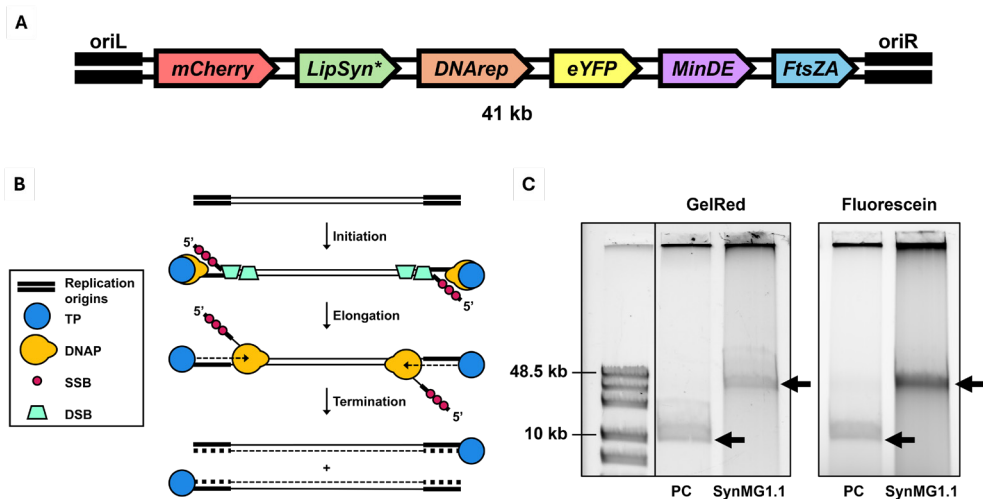 A
oriL
oriR
mCherry
LipSyn*
DNArep
eYFP
MinDE
FtsZA
41 kb
B
Replication
origins
TP
DNAP
SSB
DSB
5’
Initiation
5’
5’
Elongation
5’
Termination
+
C
GelRed
Fluorescein
48.5 kb
10 kb
PC SynMG1.1
PC SynMG1.1